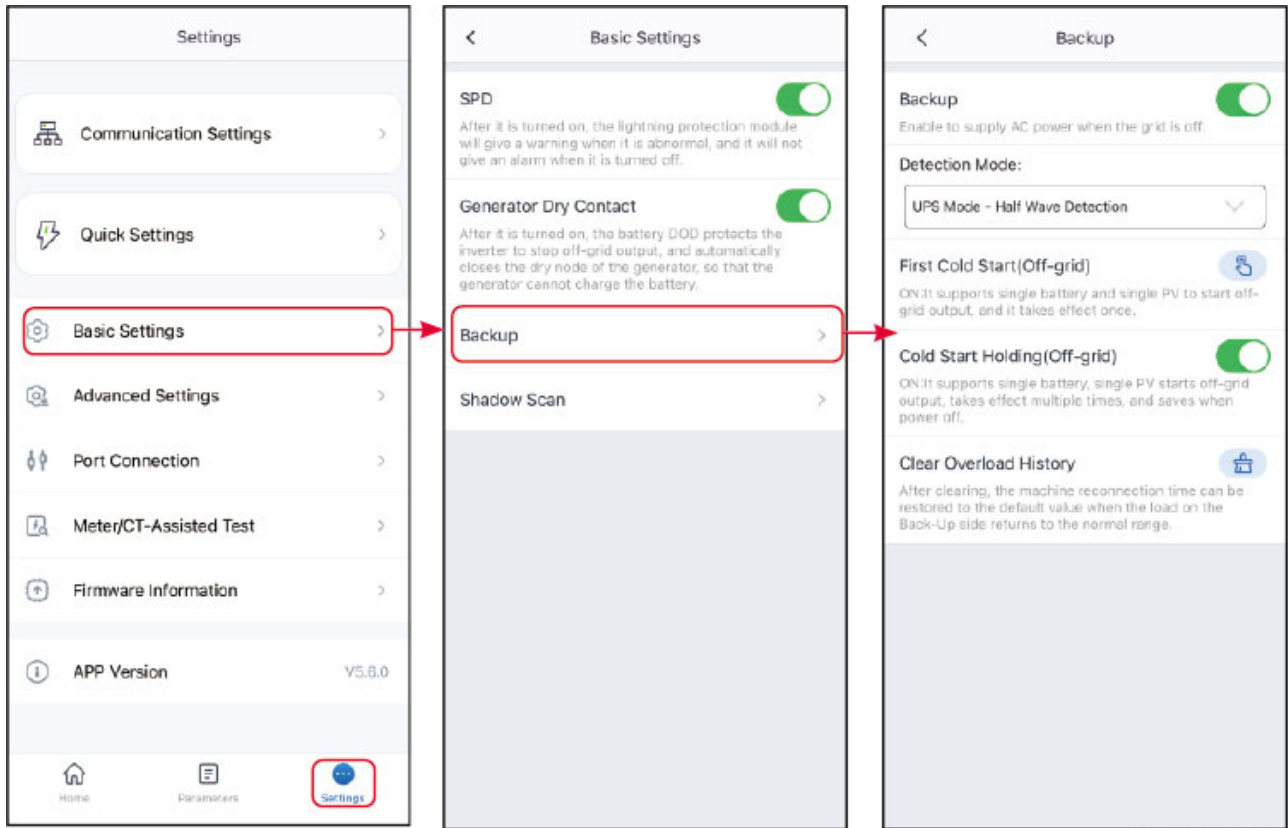 Settings
Communication Settings
Quick Settings
Basic Settings
Advanced Settings
Port Connection
Meter/CT-Assisted Test
Firmware Information
APP Version V5.6.0
Home Parameters Settings
Basic Settings
SPD
After it is turned on, the lightning protection module
will give a warning when it is abnormal, and it will not
give an alarm when it is turned off.
Generator Dry Contact
After it is turned on, the battery DOD protects the
inverter to stop off-grid output, and automatically
closes the dry node of the generator, so that the
generator cannot charge the battery.
Backup
Shadow Scan
Backup
Backup
Enable to supply AC power when the grid is off.
Detection Mode:
UPS Mode - Half Wave Detection
First Cold Start(Off-grid)
ON:It supports single battery and single PV to start off-
grid output, and it takes effect once.
Cold Start Holding(Off-grid)
ON:It supports single battery, single PV starts off-grid
output, takes effect multiple times, and saves when
power off.
Clear Overload History
After clearing, the machine reconnection time can be
restored to the default value when the load on the
Back-Up side returns to the normal range.